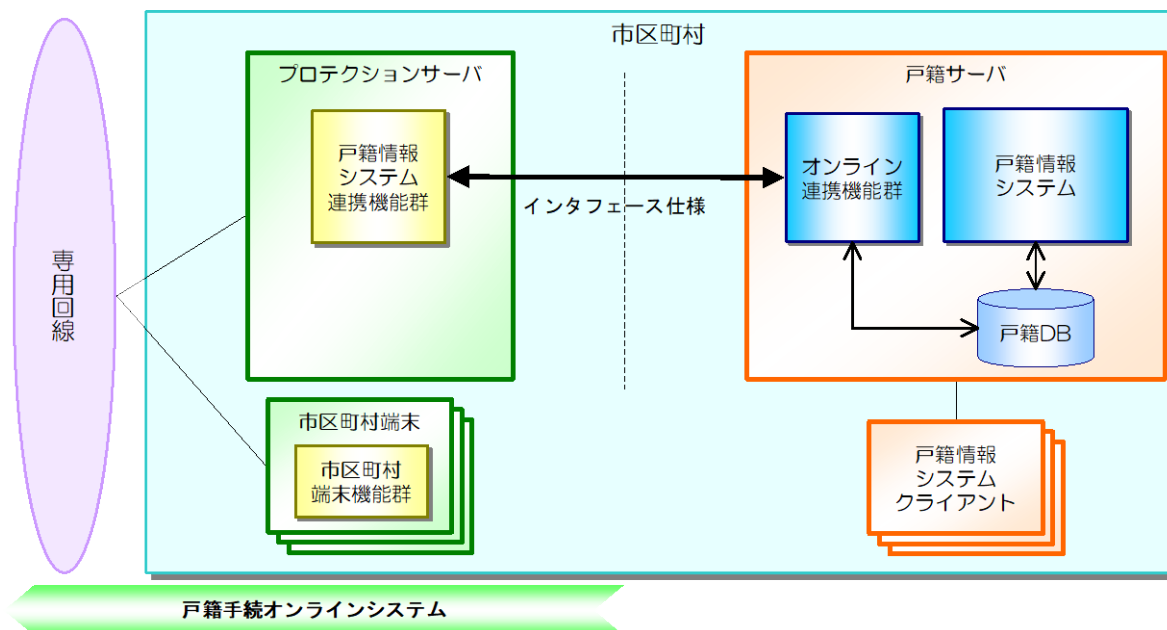 市区町村
プロテクションサーバ
戸籍情報
システム
連携機能群
インタフェース仕様
戸籍サーバ
オンライン
連携機能群
戸籍情報
システム
戸籍DB
専用回線
市区町村端末
市区町村
端末機能群
戸籍情報
システム
クライアント
戸籍手続オンラインシステム